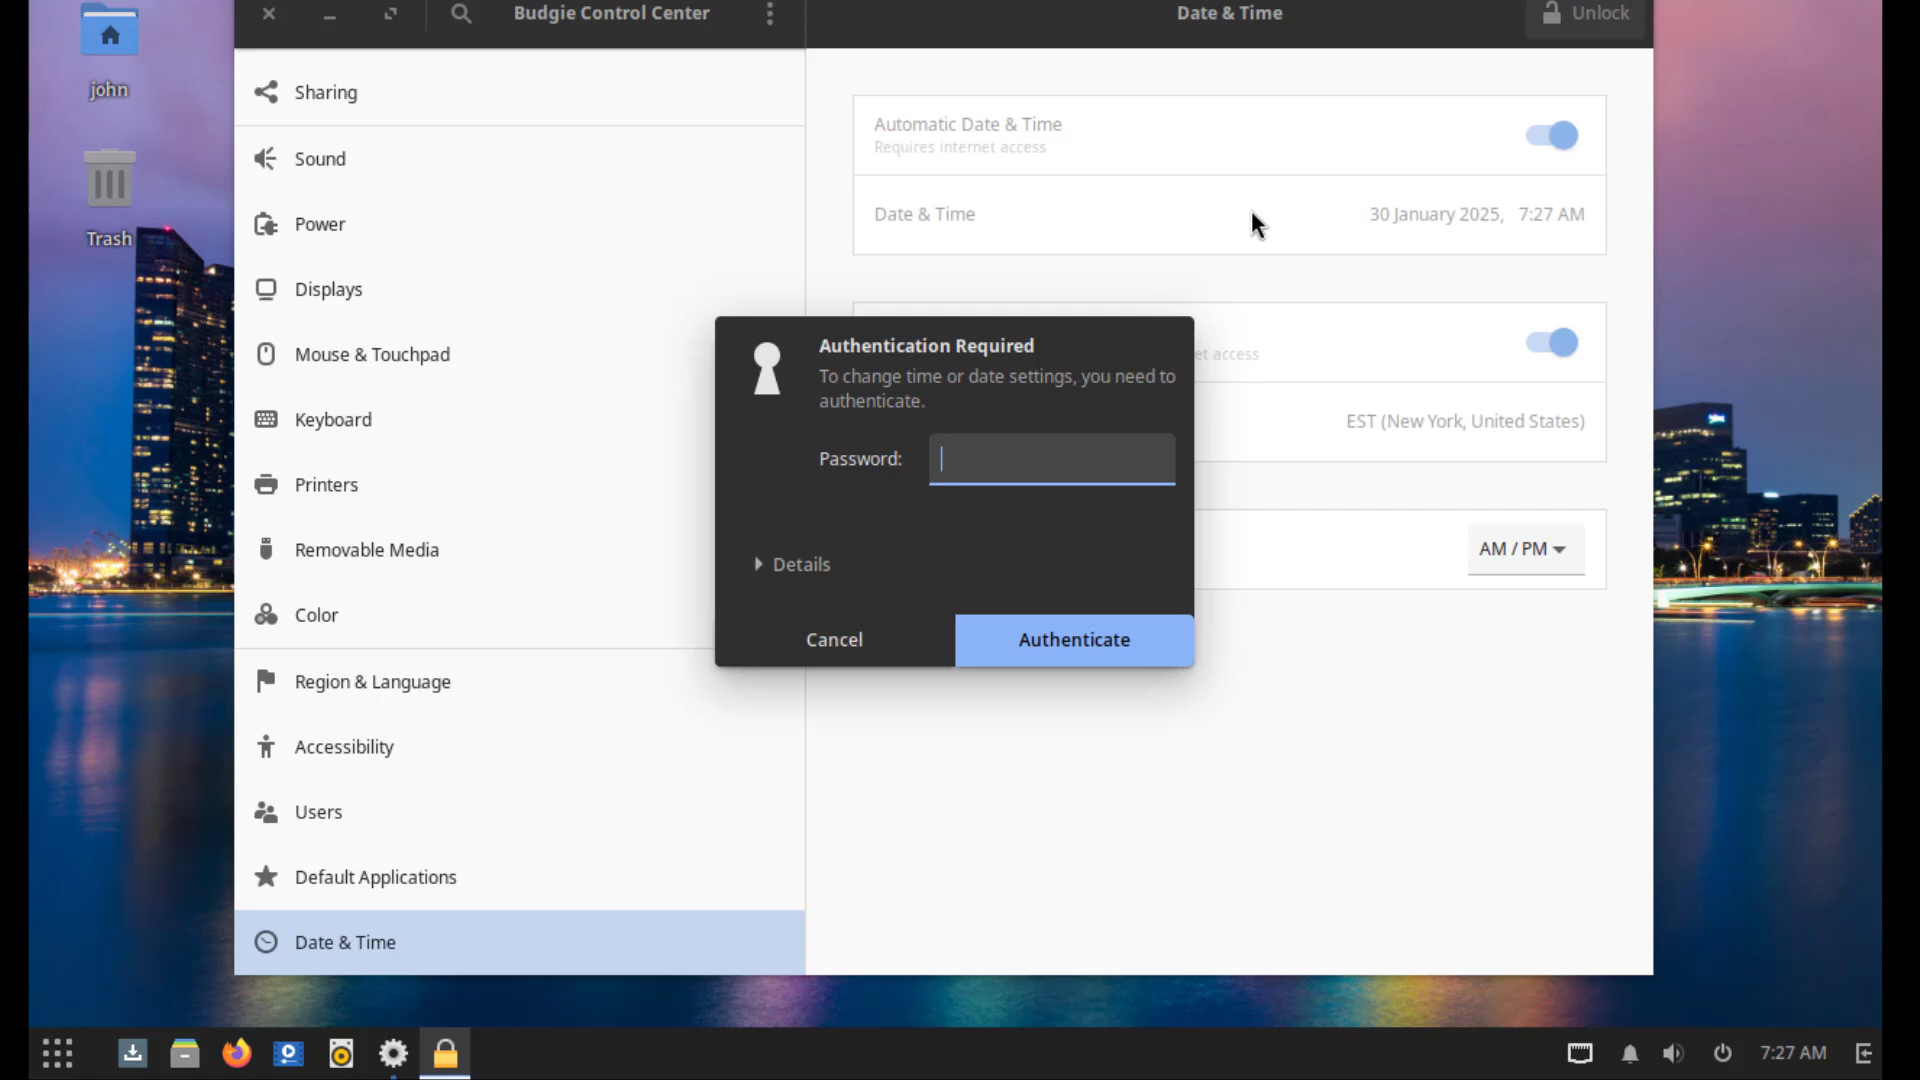 john
Trash
Budgie Control Center
Date & Time
Unlock
Sharing
Sound
Power
Displays
Mouse & Touchpad
Keyboard
Printers
Removable Media
Color
Region & Language
Accessibility
Users
Default Applications
Date & Time
Automatic Date & Time
Requires internet access
Date & Time
30 January 2025, 7:27 AM
et access
EST (New York, United States)
AM / PM
Authentication Required
To change time or date settings, you need to
authenticate.
Password:
Details
Cancel
Authenticate
7:27 AM